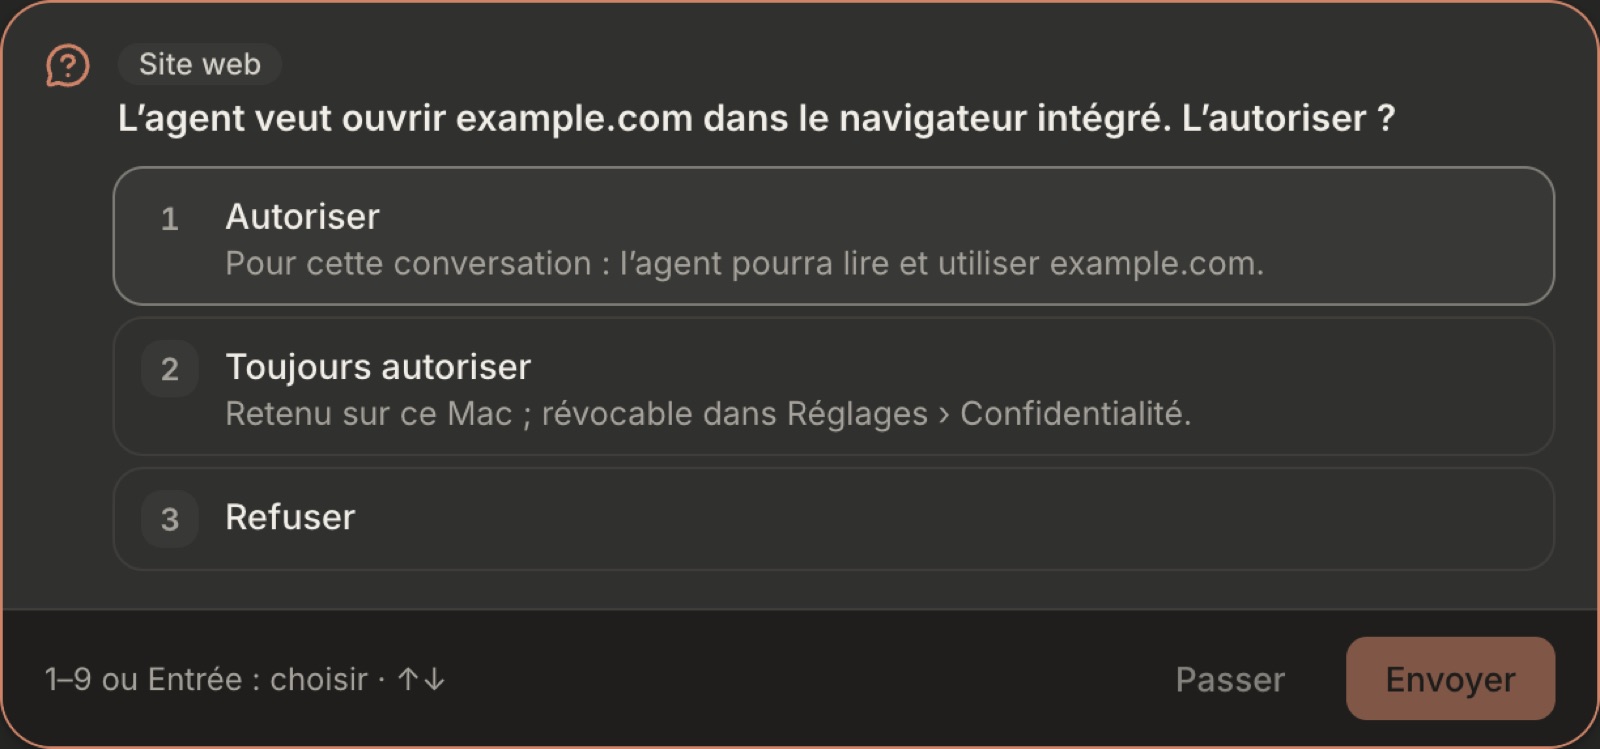 Site web
L’agent veut ouvrir example.com dans le navigateur intégré. L’autoriser ?
1 Autoriser
Pour cette conversation : l’agent pourra lire et utiliser example.com.
2 Toujours autoriser
Retenu sur ce Mac ; révocable dans Réglages › Confidentialité.
3 Refuser
1–9 ou Entrée : choisir · ↑↓ Passer Envoyer